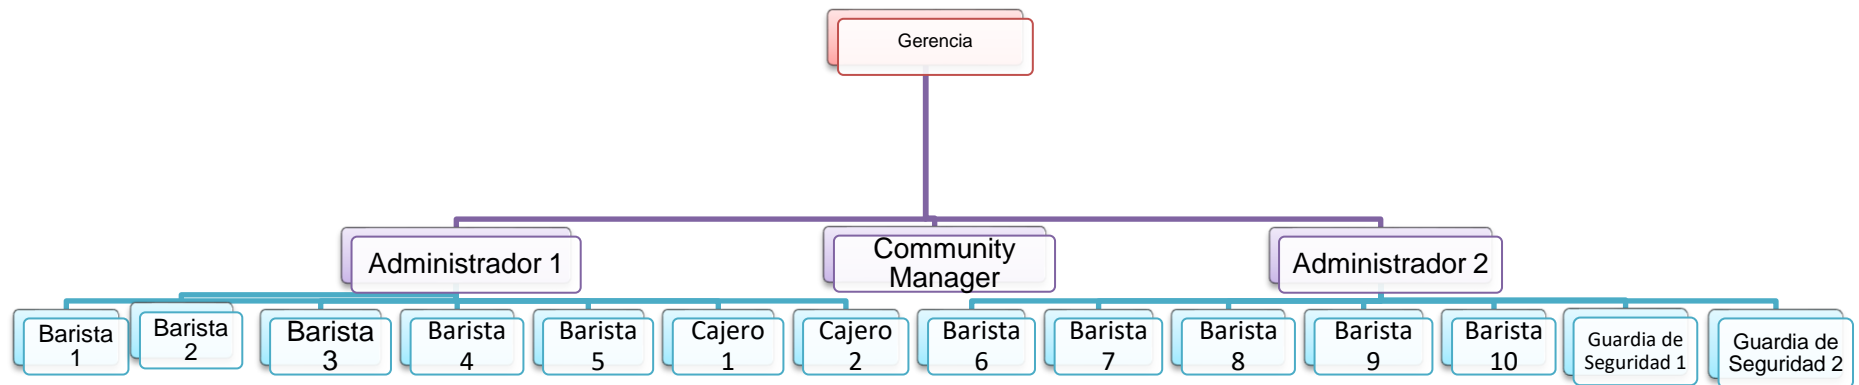 Gerencia
Administrador 1
Community
Manager
Administrador 2
Barista
1
Barista
2
Barista
3
Barista
4
Barista
5
Cajero
1
Cajero
2
Barista
6
Barista
7
Barista
8
Barista
9
Barista
10
Guardia de
Seguridad 1
Guardia de
Seguridad 2